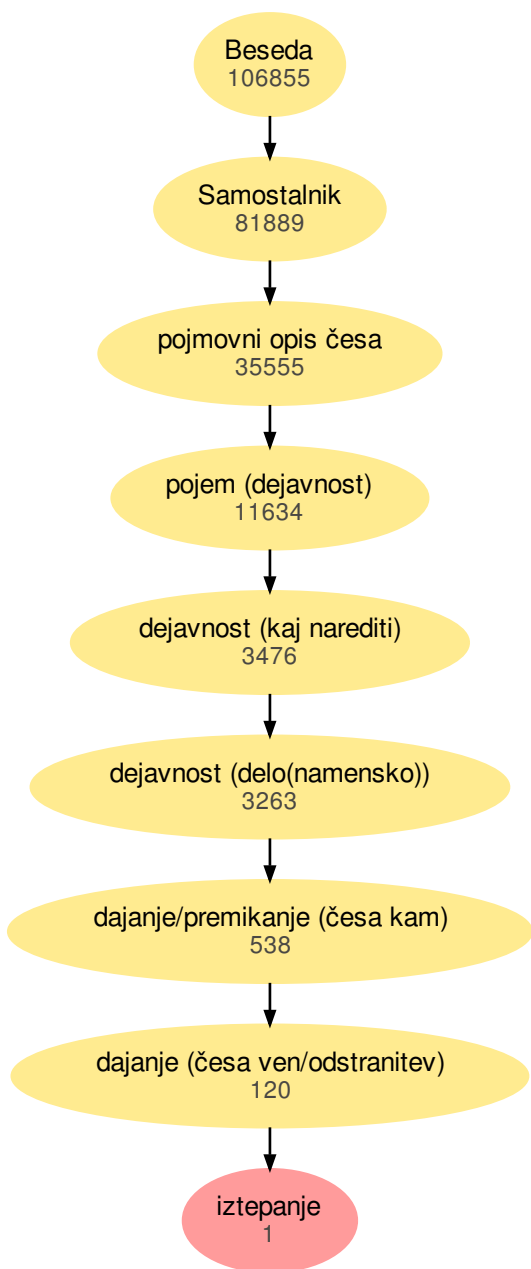 Beseda
106855
Samostalnik
81889
pojmovni opis česa
35555
pojem (dejavnost)
11634
dejavnost (kaj narediti)
3476
dejavnost (delo(namensko))
3263
dajanje/premikanje (česa kam)
538
dajanje (česa ven/odstranitev)
120
iztepanje
1